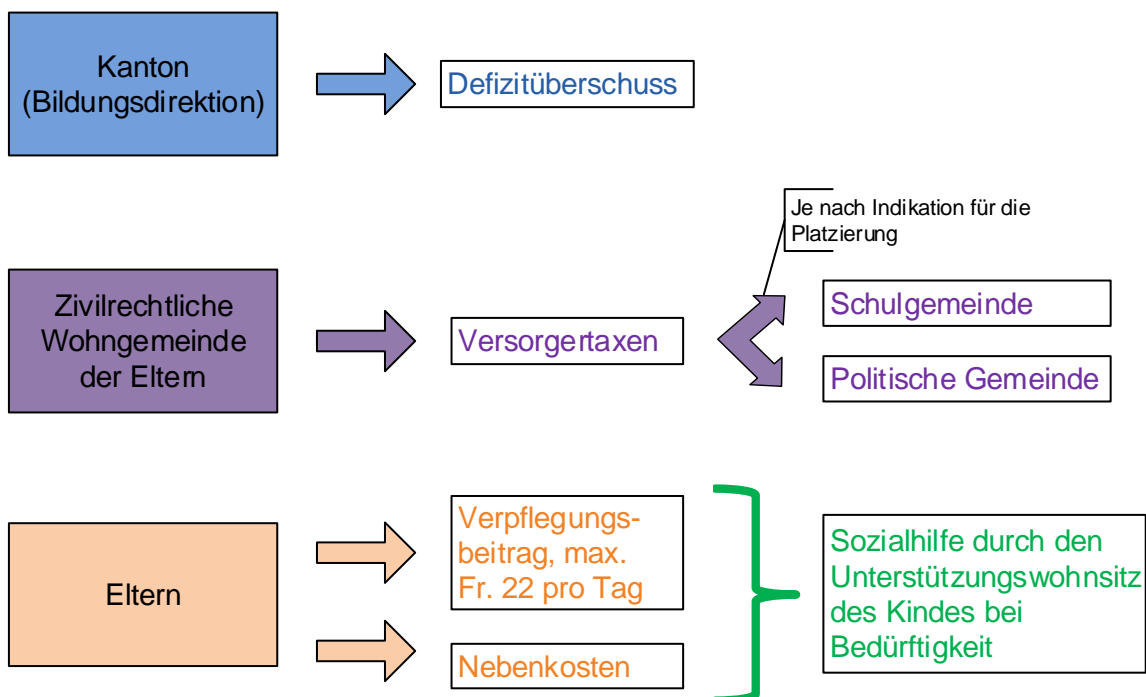 Kanton
(Bildungsdirektion)
Defizitüberschuss
Je nach Indikation für die
Platzierung
Zivilrechtliche
Wohngemeinde
der Eltern
Versorgertaxen
Schulgemeinde
Politische Gemeinde
Eltern
Verpflegungs-
beitrag, max.
Fr. 22 pro Tag
Nebenkosten
Sozialhilfe durch den
Unterstützungswohnsitz
des Kindes bei
Bedürftigkeit